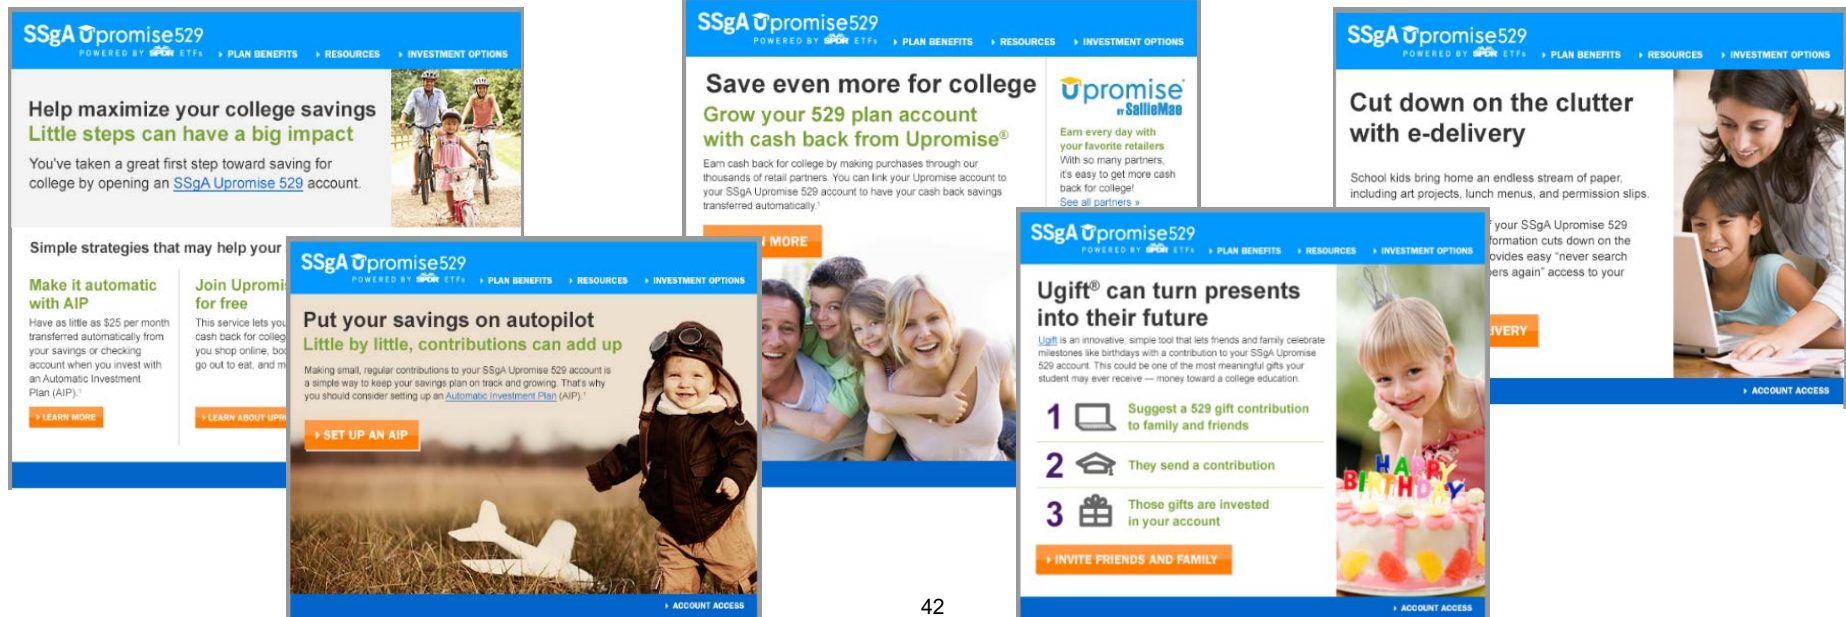 SSgA Upromise529
POWERED BY SPDR ETFs
PLAN BENEFITS
RESOURCES
INVESTMENT OPTIONS
Help maximize your college savings
Little steps can have a big impact
You've taken a great first step toward saving for
college by opening an SSgA Upromise 529 account.
Simple strategies that may help your
Make it automatic
with AIP
Have as little as $25 per month
transferred automatically from
your savings or checking
account when you invest with
an Automatic Investment
Plan (AIP).¹
LEARN MORE
Join Upromi
for free
This service lets you
cash back for colleg
you shop online, boo
go out to eat, and m
LEARN ABOUT UPR
SSgA Upromise529
POWERED BY SPDR ETFs
PLAN BENEFITS
RESOURCES
INVESTMENT OPTIONS
Put your savings on autopilot
Little by little, contributions can add up
Making small, regular contributions to your SSgA Upromise 529 account is
a simple way to keep your savings plan on track and growing. That's why
you should consider setting up an Automatic Investment Plan (AIP).¹
SET UP AN AIP
ACCOUNT ACCESS
SSgA Upromise529
POWERED BY SPDR ETFs
PLAN BENEFITS
RESOURCES
INVESTMENT OPTIONS
Save even more for college
Grow your 529 plan account
with cash back from Upromise®
Earn cash back for college by making purchases through our
thousands of retail partners. You can link your Upromise account to
your SSgA Upromise 529 account to have your cash back savings
transferred automatically.¹
MORE
Upromise®
BY SallieMae
Earn every day with
your favorite retailers
With so many partners,
it's easy to get more cash
back for college!
See all partners »
SSgA Upromise529
POWERED BY SPDR ETFs
PLAN BENEFITS
RESOURCES
INVESTMENT OPTIONS
Ugift® can turn presents
into their future
Ugift is an innovative, simple tool that lets friends and family celebrate
milestones like birthdays with a contribution to your SSgA Upromise
529 account. This could be one of the most meaningful gifts your
student may ever receive — money toward a college education.
1 Suggest a 529 gift contribution
to family and friends
2 They send a contribution
3 Those gifts are invested
in your account
INVITE FRIENDS AND FAMILY
HAPPY
BIRTHDAY
ACCOUNT ACCESS
SSgA Upromise529
POWERED BY SPDR ETFs
PLAN BENEFITS
RESOURCES
INVESTMENT OPTIONS
Cut down on the clutter
with e-delivery
School kids bring home an endless stream of paper,
including art projects, lunch menus, and permission slips.
your SSgA Upromise 529
formation cuts down on the
ovides easy "never search
ers again" access to your
IVERY
ACCOUNT ACCESS
42